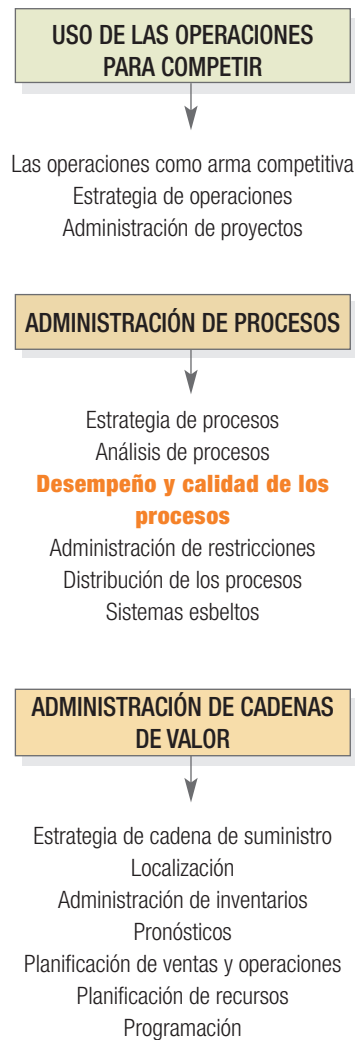 USO DE LAS OPERACIONES
PARA COMPETIR
Las operaciones como arma competitiva
Estrategia de operaciones
Administración de proyectos
ADMINISTRACIÓN DE PROCESOS
Estrategia de procesos
Análisis de procesos
Desempeño y calidad de los
procesos
Administración de restricciones
Distribución de los procesos
Sistemas esbeltos
ADMINISTRACIÓN DE CADENAS
DE VALOR
Estrategia de cadena de suministro
Localización
Administración de inventarios
Pronósticos
Planificación de ventas y operaciones
Planificación de recursos
Programación